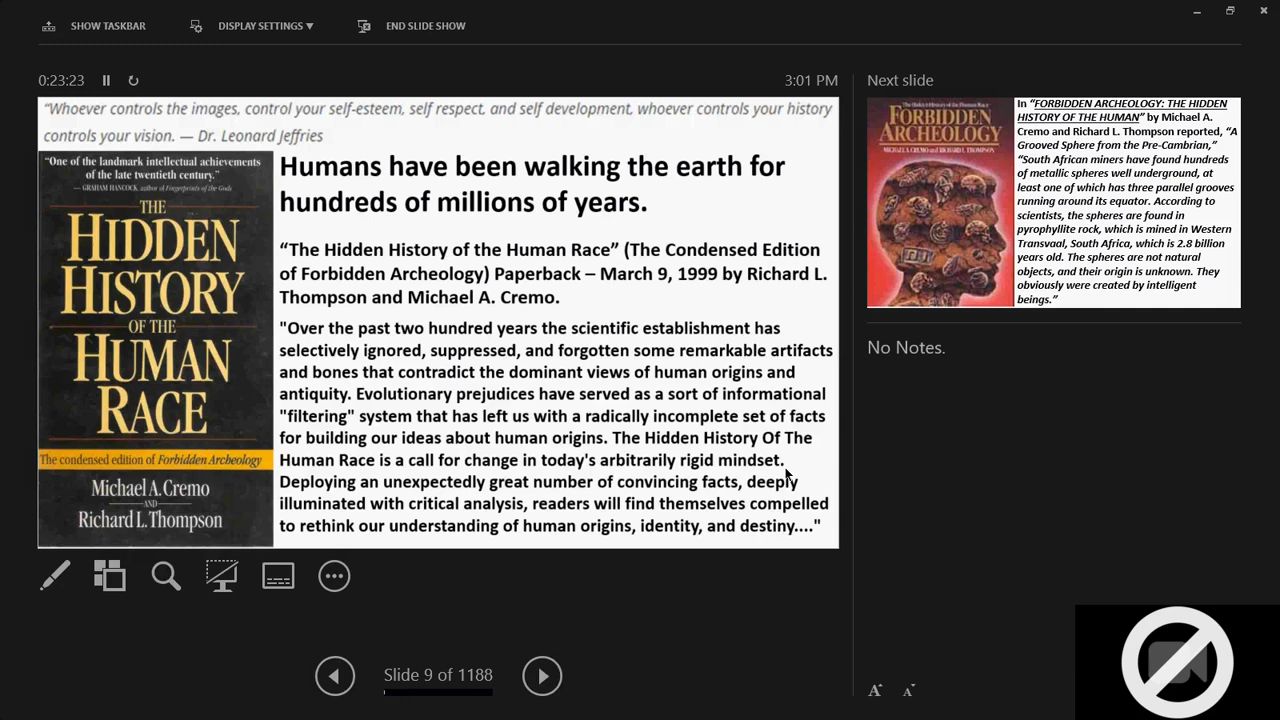 SHOW TASKBAR
DISPLAY SETTINGS ▼
END SLIDE SHOW
0:23:23
3:01 PM
“Whoever controls the images, control your self-esteem, self respect, and self development, whoever controls your history
controls your vision. — Dr. Leonard Jeffries
“One of the landmark intellectual achievements
of the late twentieth century.”
— GRAHAM HANCOCK, author of Fingerprints of the Gods
THE
HIDDEN
HISTORY
OF THE
HUMAN
RACE
The condensed edition of Forbidden Archeology
Michael A. Cremo
AND
Richard L. Thompson
Humans have been walking the earth for
hundreds of millions of years.
“The Hidden History of the Human Race” (The Condensed Edition
of Forbidden Archeology) Paperback – March 9, 1999 by Richard L.
Thompson and Michael A. Cremo.
"Over the past two hundred years the scientific establishment has
selectively ignored, suppressed, and forgotten some remarkable artifacts
and bones that contradict the dominant views of human origins and
antiquity. Evolutionary prejudices have served as a sort of informational
"filtering" system that has left us with a radically incomplete set of facts
for building our ideas about human origins. The Hidden History Of The
Human Race is a call for change in today's arbitrarily rigid mindset.
Deploying an unexpectedly great number of convincing facts, deeply
illuminated with critical analysis, readers will find themselves compelled
to rethink our understanding of human origins, identity, and destiny...."
Slide 9 of 1188
Next slide
The Hidden History of the Human Race
FORBIDDEN
ARCHEOLOGY
MICHAEL A. CREMO AND RICHARD L. THOMPSON
In “FORBIDDEN ARCHEOLOGY: THE HIDDEN
HISTORY OF THE HUMAN” by Michael A.
Cremo and Richard L. Thompson reported, “A
Grooved Sphere from the Pre-Cambrian,”
“South African miners have found hundreds
of metallic spheres well underground, at
least one of which has three parallel grooves
running around its equator. According to
scientists, the spheres are found in
pyrophyllite rock, which is mined in Western
Transvaal, South Africa, which is 2.8 billion
years old. The spheres are not natural
objects, and their origin is unknown. They
obviously were created by intelligent
beings.”
No Notes.
A A